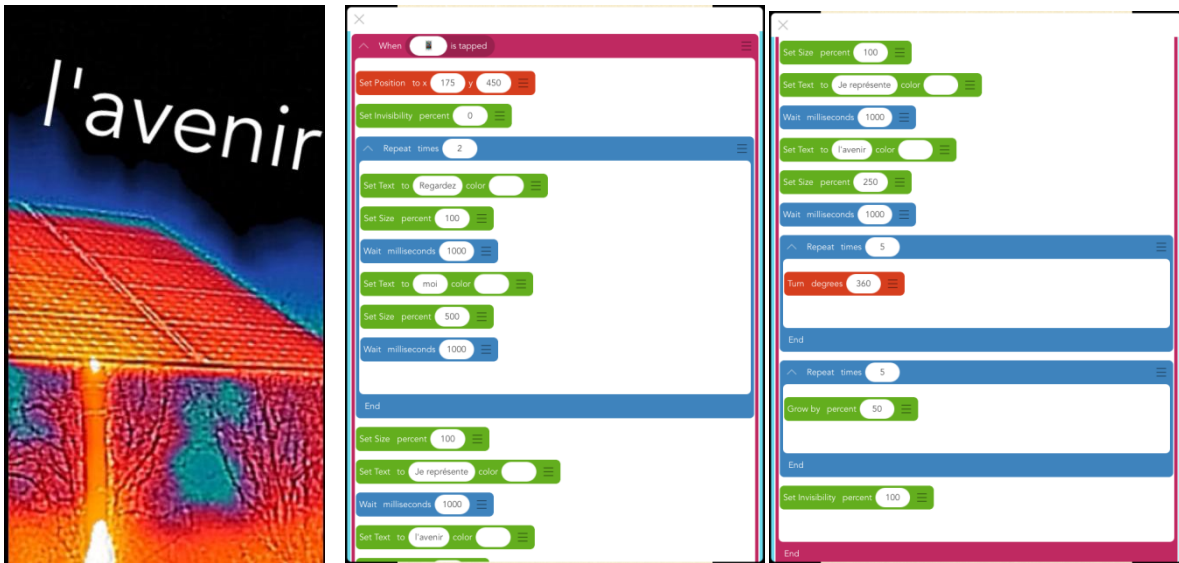 l'avenir
When is tapped
Set Position to x 175 y 450
Set Invisibility percent 0
Repeat times 2
Set Text to Regardez color
Set Size percent 100
Wait milliseconds 1000
Set Text to moi color
Set Size percent 500
Wait milliseconds 1000
End
Set Size percent 100
Set Text to Je représente color
Wait milliseconds 1000
Set Text to l'avenir color
Set Size percent 100
Set Text to Je représente color
Wait milliseconds 1000
Set Text to l'avenir color
Set Size percent 250
Wait milliseconds 1000
Repeat times 5
Turn degrees 360
End
Repeat times 5
Grow by percent 50
End
Set Invisibility percent 100
End